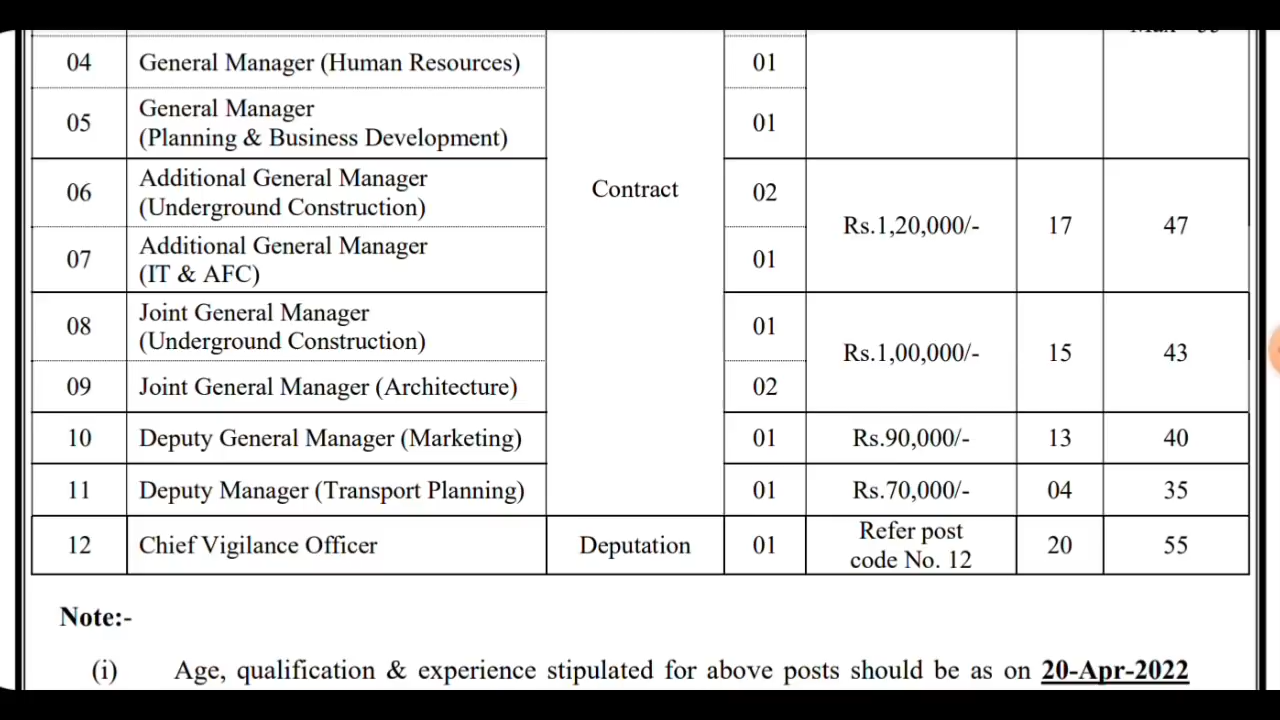 04 General Manager (Human Resources) 01
05 General Manager
(Planning & Business Development) 01
06 Additional General Manager
(Underground Construction) Contract 02
Rs.1,20,000/- 17 47
07 Additional General Manager
(IT & AFC) 01
08 Joint General Manager
(Underground Construction) 01
Rs.1,00,000/- 15 43
09 Joint General Manager (Architecture) 02
10 Deputy General Manager (Marketing) 01 Rs.90,000/- 13 40
11 Deputy Manager (Transport Planning) 01 Rs.70,000/- 04 35
12 Chief Vigilance Officer Deputation 01 Refer post
code No. 12 20 55
Note:-
(i) Age, qualification & experience stipulated for above posts should be as on 20-Apr-2022